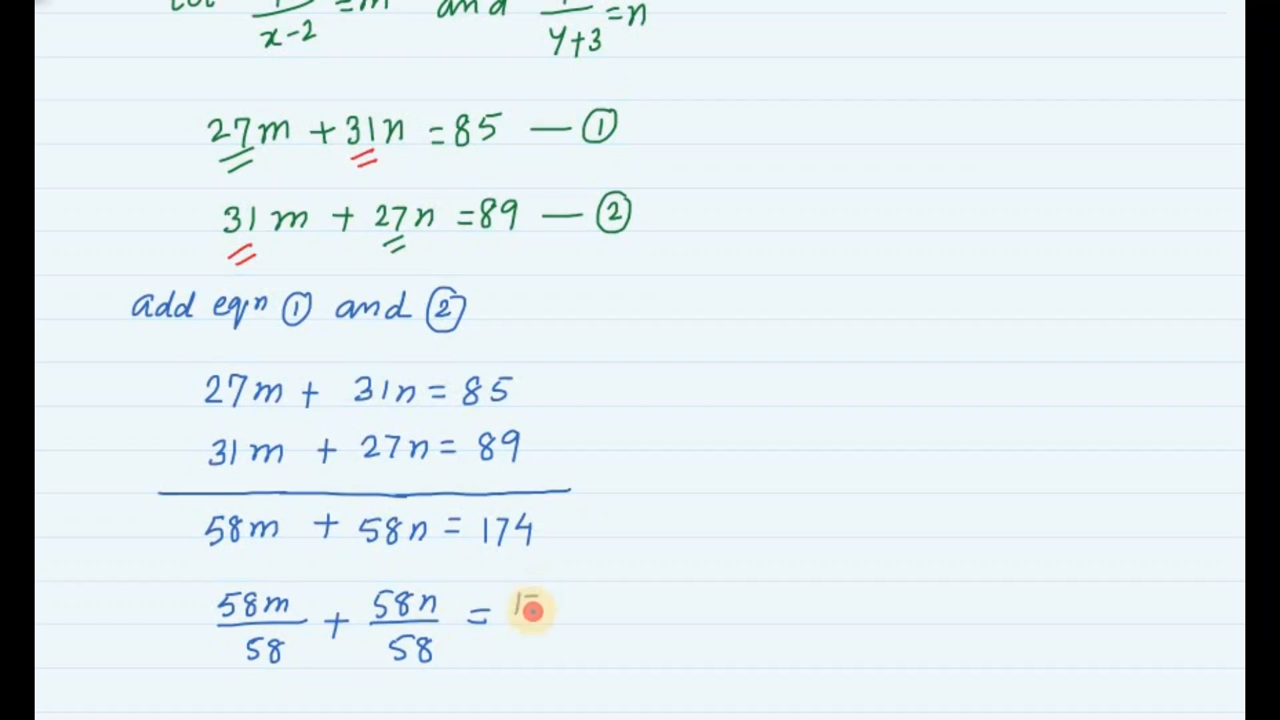 x-2 =m and y+3 =n
27m + 31n = 85 — ①
31m + 27n = 89 — ②
add eqn ① and ②
27m + 31n = 85
31m + 27n = 89
58m + 58n = 174
58m/58 + 58n/58 =